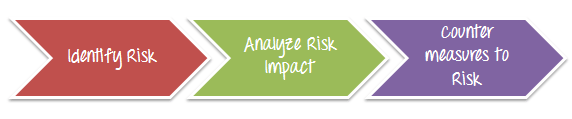 Identify Risk
Analyze Risk
Impact
Counter
measures to
Risk